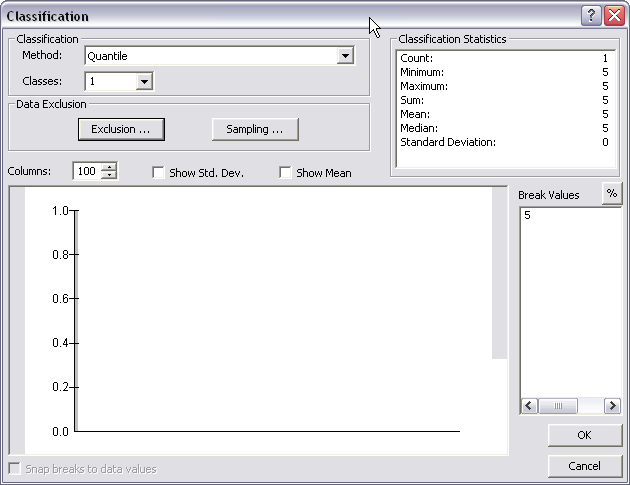 Classification
Classification
Method: Quantile
Classes: 1
Data Exclusion
Exclusion ... Sampling ...
Classification Statistics
Count: 1
Minimum: 5
Maximum: 5
Sum: 5
Mean: 5
Median: 5
Standard Deviation: 0
Columns: 100 Show Std. Dev. Show Mean
Break Values %
5
1.0
0.8
0.6
0.4
0.2
0.0
OK
Snap breaks to data values
Cancel